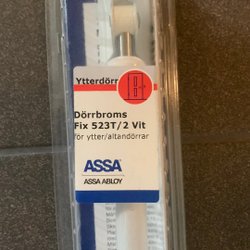 Ytterdörr
Dörrbroms
Fix 523T/2 Vit
för ytter/altandörrar
ASSA
ASSA ABLOY